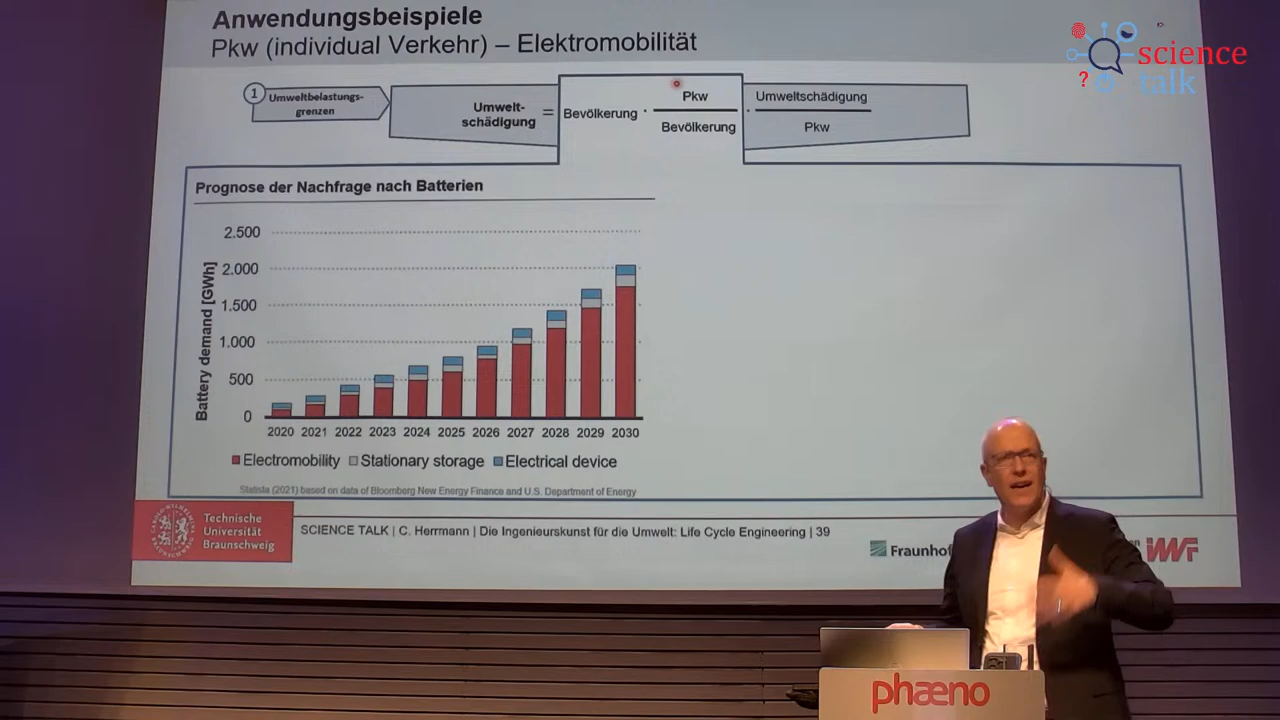 Anwendungsbeispiele
Pkw (individual Verkehr) – Elektromobilität
science
talk
?
1
Umweltbelastungs-
grenzen
Umwelt-
schädigung
=
Bevölkerung
·
Pkw
Bevölkerung
·
Umweltschädigung
Pkw
Prognose der Nachfrage nach Batterien
Battery demand [GWh]
2.500
2.000
1.500
1.000
500
0
2020 2021 2022 2023 2024 2025 2026 2027 2028 2029 2030
Electromobility Stationary storage Electrical device
Statista (2021) based on data of Bloomberg New Energy Finance and U.S. Department of Energy
Technische
Universität
Braunschweig
SCIENCE TALK | C. Herrmann | Die Ingenieurskunst für die Umwelt: Life Cycle Engineering | 39
Fraunhof
IWF
phæno